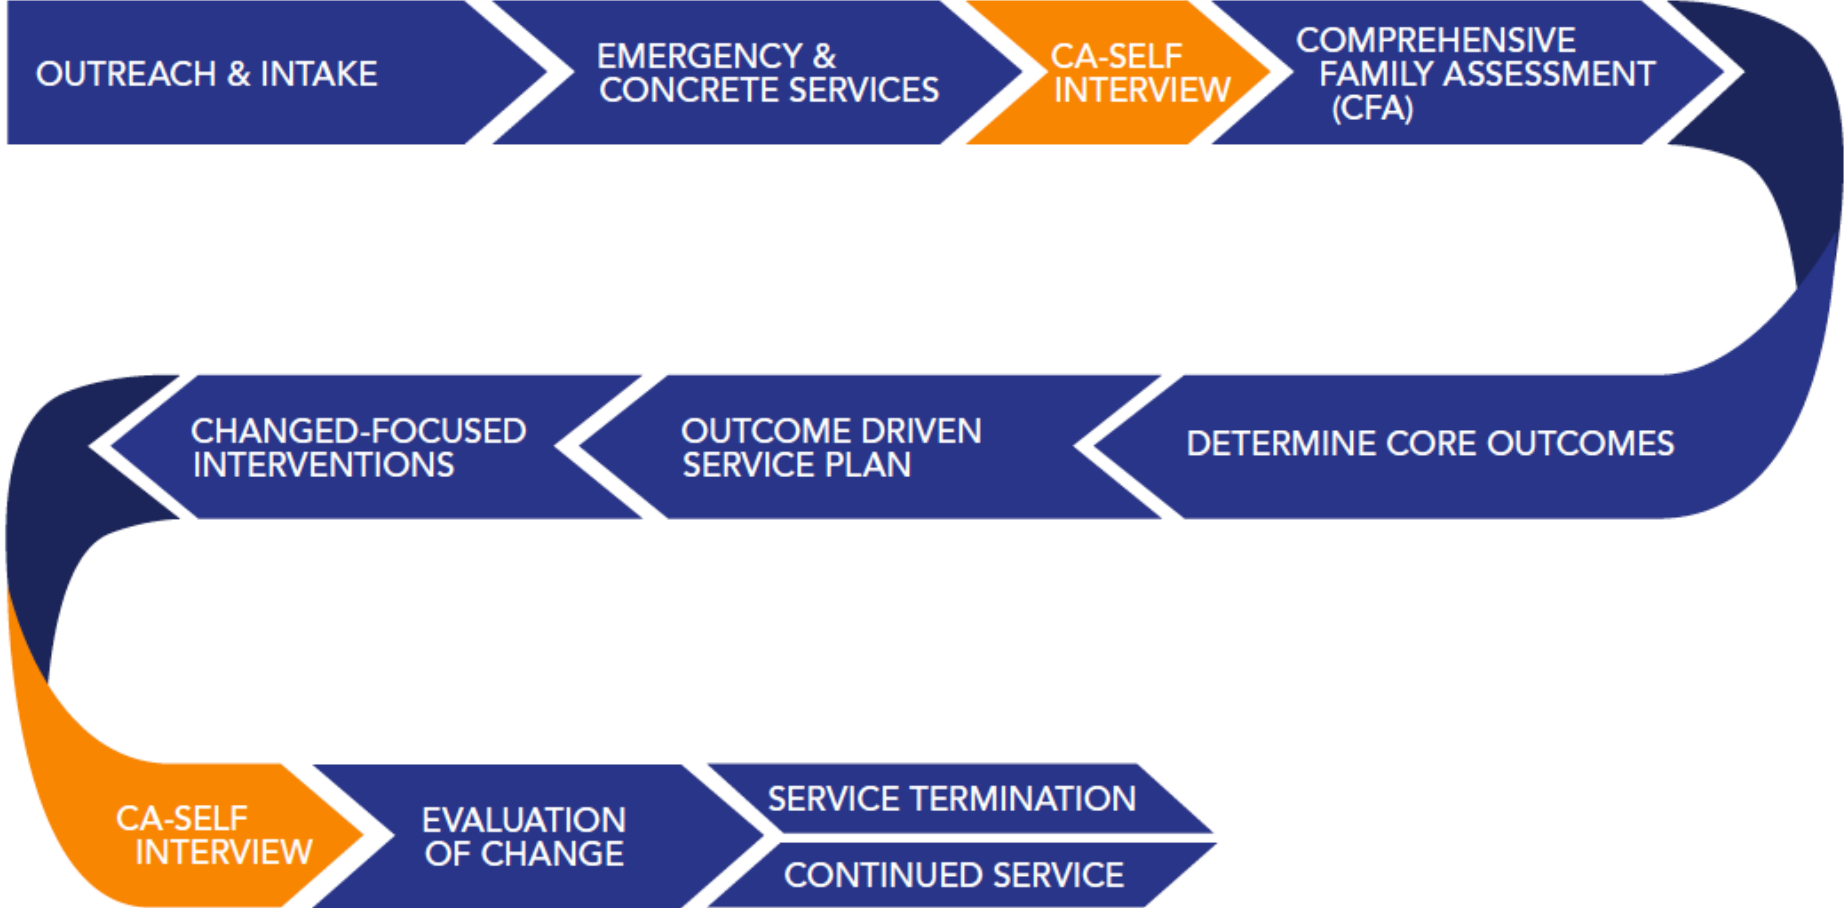 OUTREACH & INTAKE
EMERGENCY &
CONCRETE SERVICES
CA-SELF
INTERVIEW
COMPREHENSIVE
FAMILY ASSESSMENT
(CFA)
DETERMINE CORE OUTCOMES
OUTCOME DRIVEN
SERVICE PLAN
CHANGED-FOCUSED
INTERVENTIONS
CA-SELF
INTERVIEW
EVALUATION
OF CHANGE
SERVICE TERMINATION
CONTINUED SERVICE